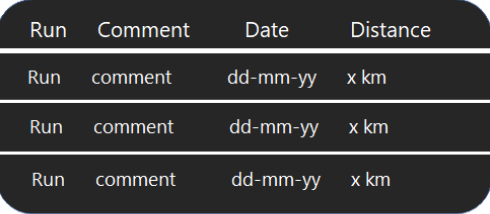 Run Comment Date Distance
Run comment dd-mm-yy x km
Run comment dd-mm-yy x km
Run comment dd-mm-yy x km